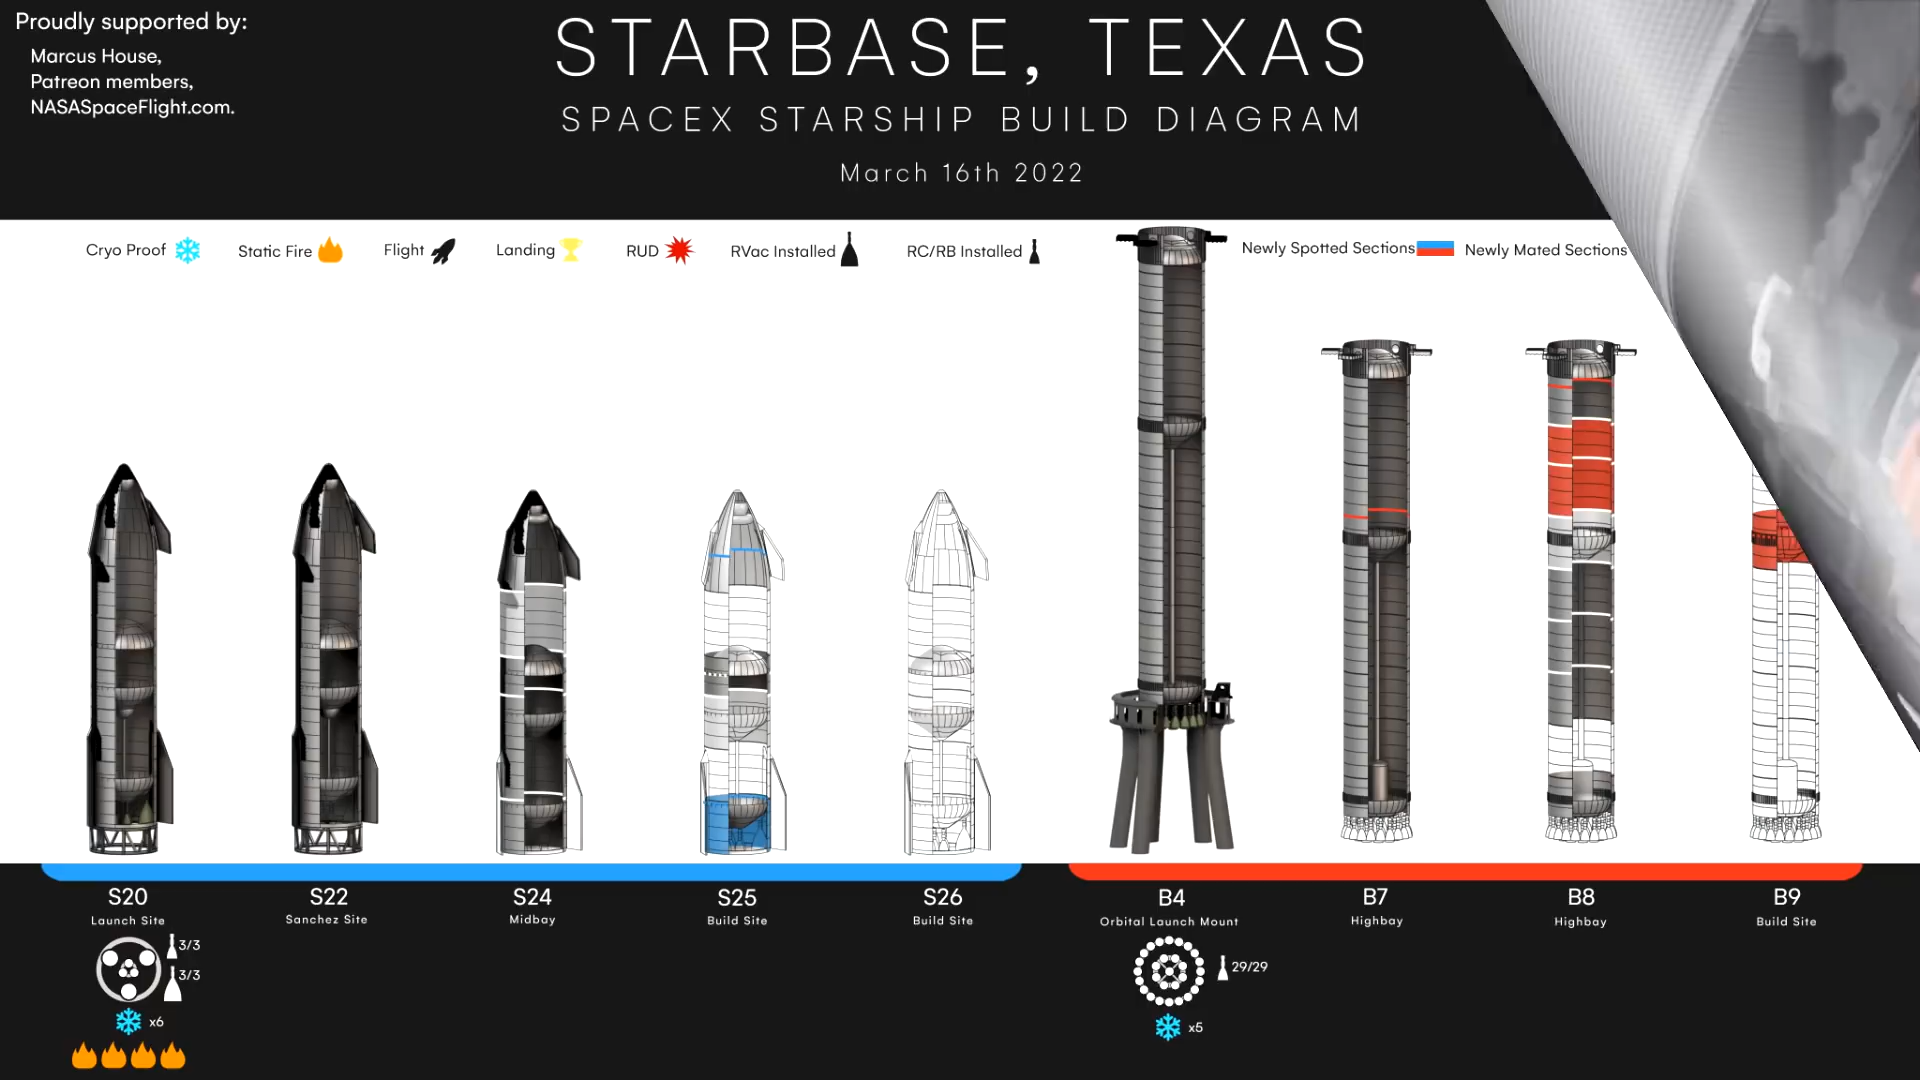 Proudly supported by:
Marcus House,
Patreon members,
NASASpaceFlight.com.
STARBASE, TEXAS
SPACEX STARSHIP BUILD DIAGRAM
March 16th 2022
Cryo Proof
Static Fire
Flight
Landing
RUD
RVac Installed
RC/RB Installed
Newly Spotted Sections
Newly Mated Sections
S20
Launch Site
3/3
3/3
x6
S22
Sanchez Site
S24
Midbay
S25
Build Site
S26
Build Site
B4
Orbital Launch Mount
29/29
x5
B7
Highbay
B8
Highbay
B9
Build Site